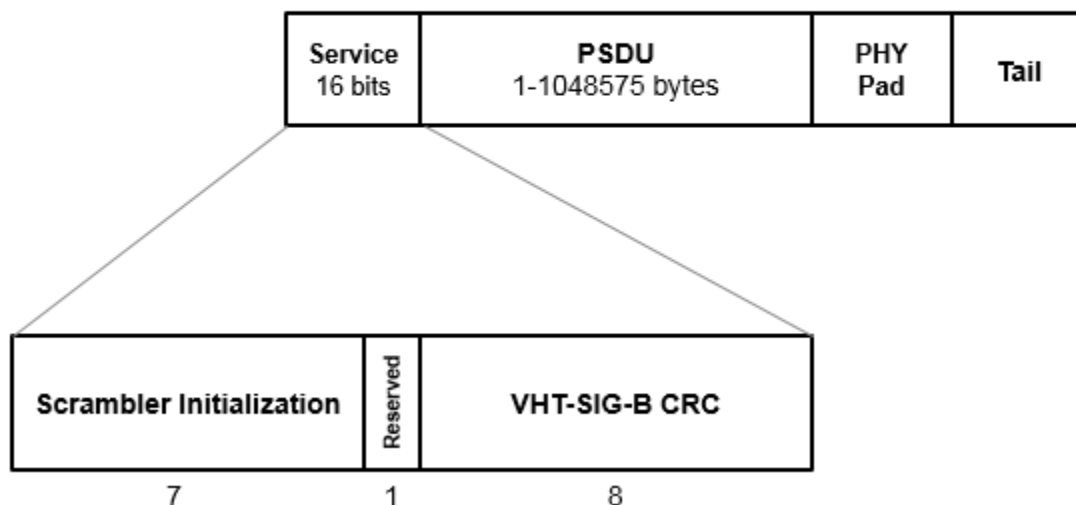 Service
16 bits
PSDU
1-1048575 bytes
PHY
Pad
Tail
Scrambler Initialization
Reserved
VHT-SIG-B CRC
7
1
8